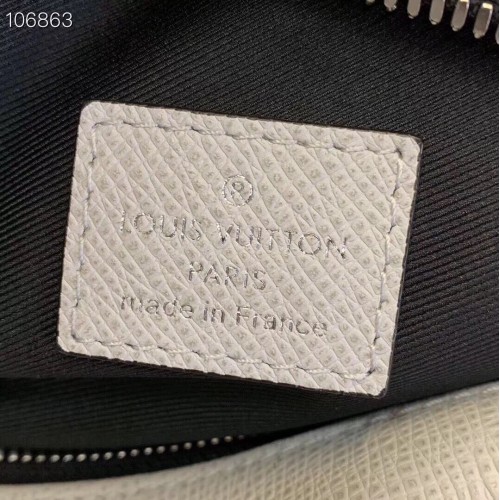 106863
®
LOUIS VUITTON
PARIS
made in France